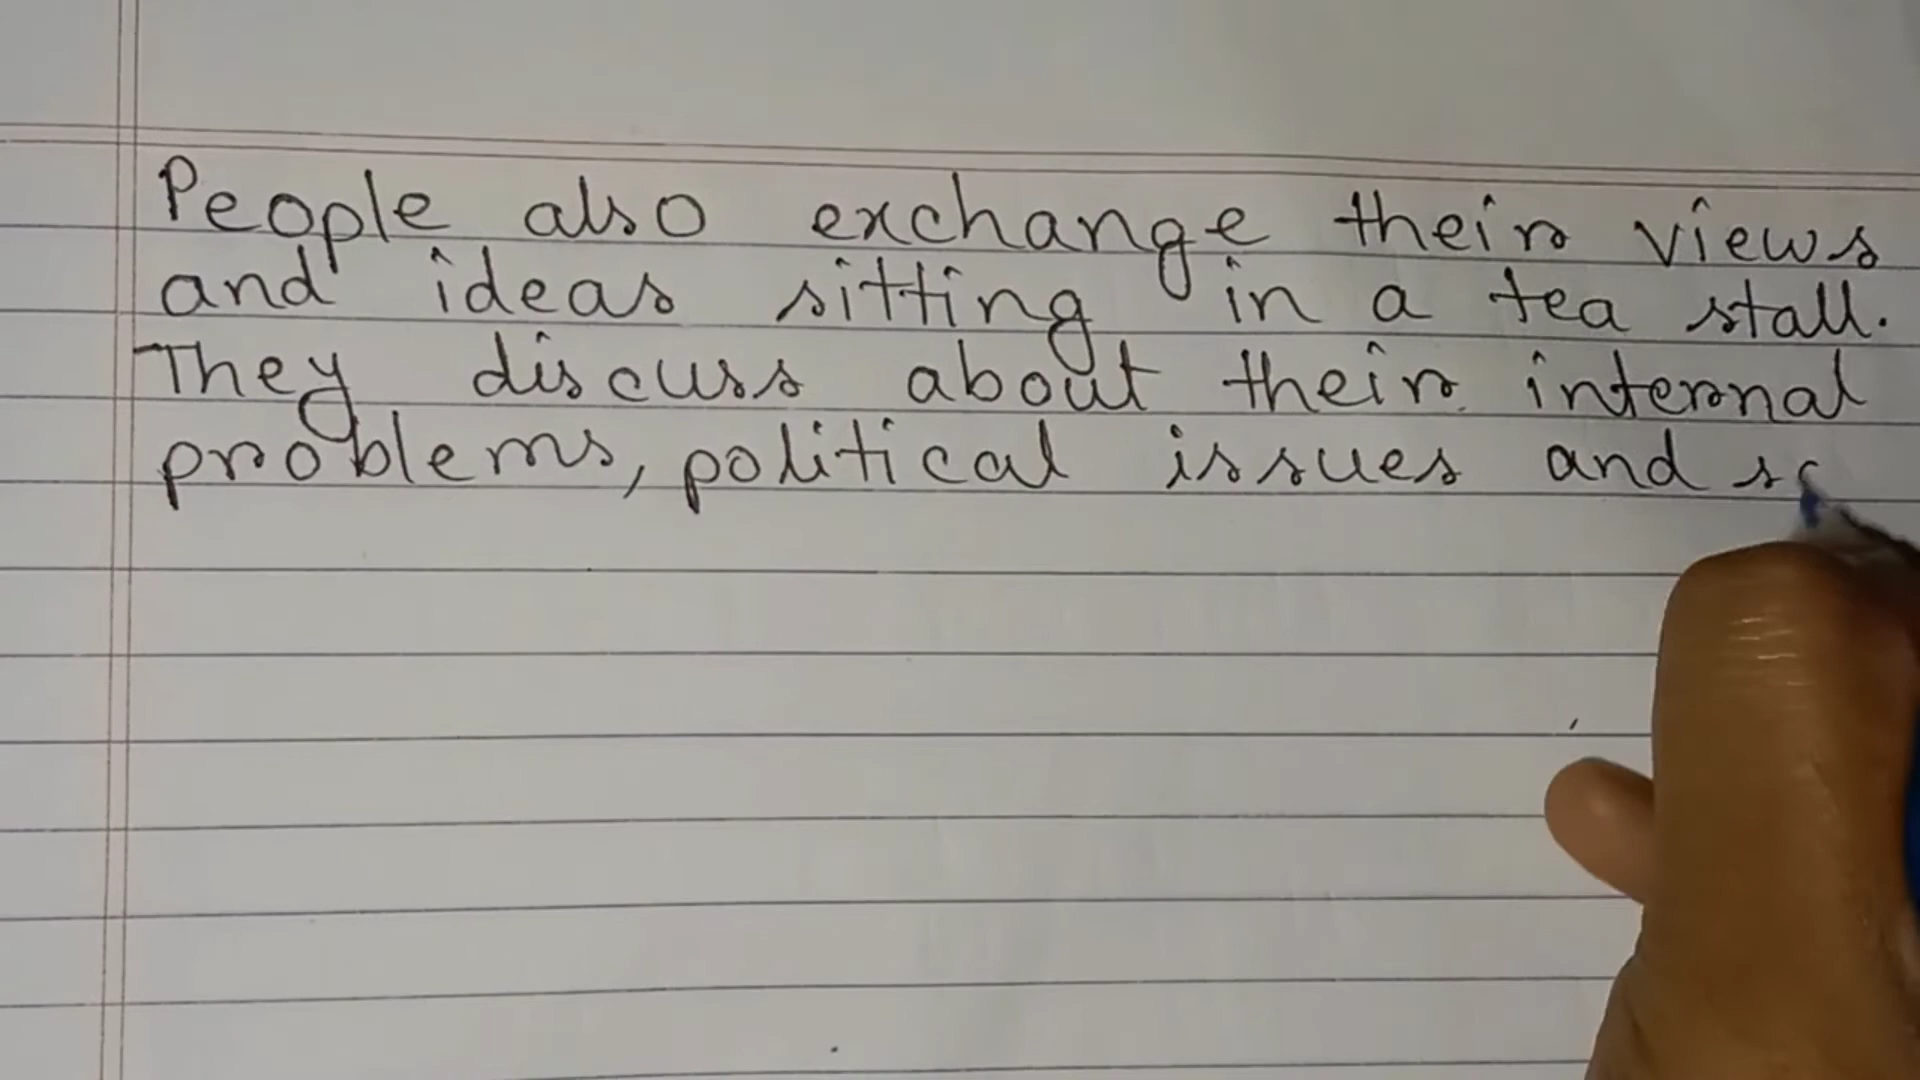 People also exchange their views
and ideas sitting in a tea stall.
They discuss about their internal
problems, political issues and